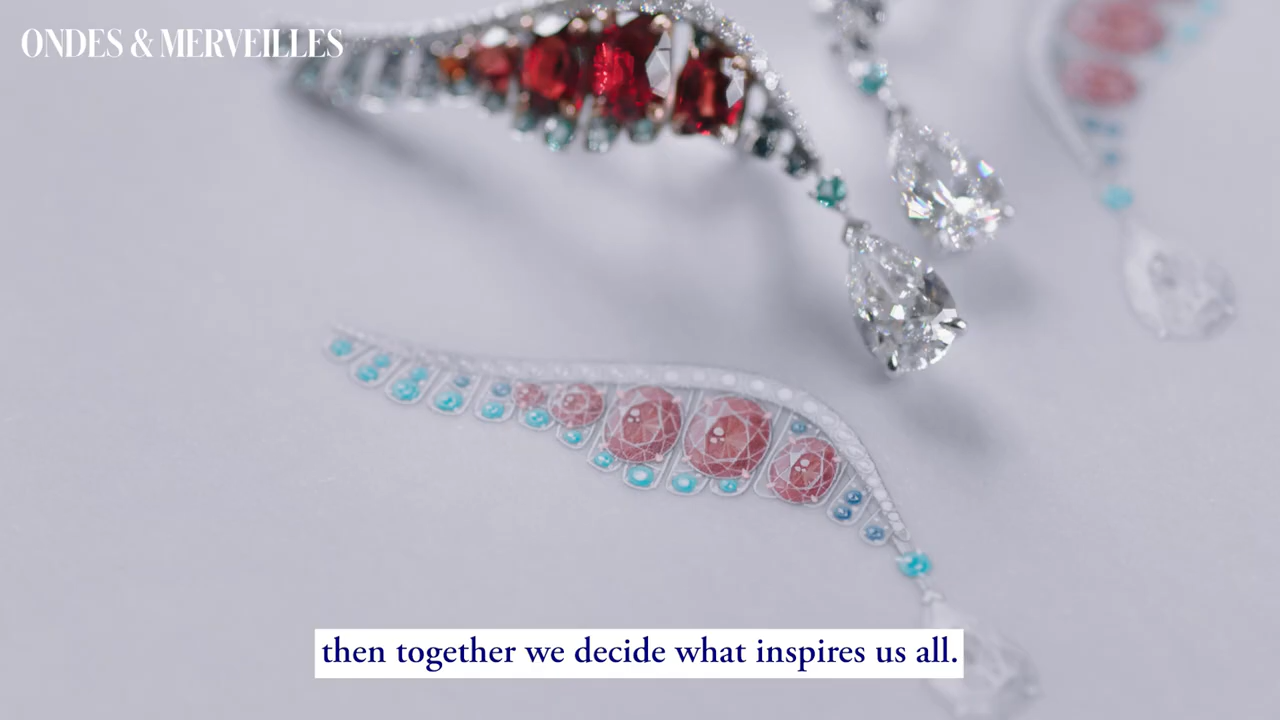 ONDES & MERVEILLES
then together we decide what inspires us all.